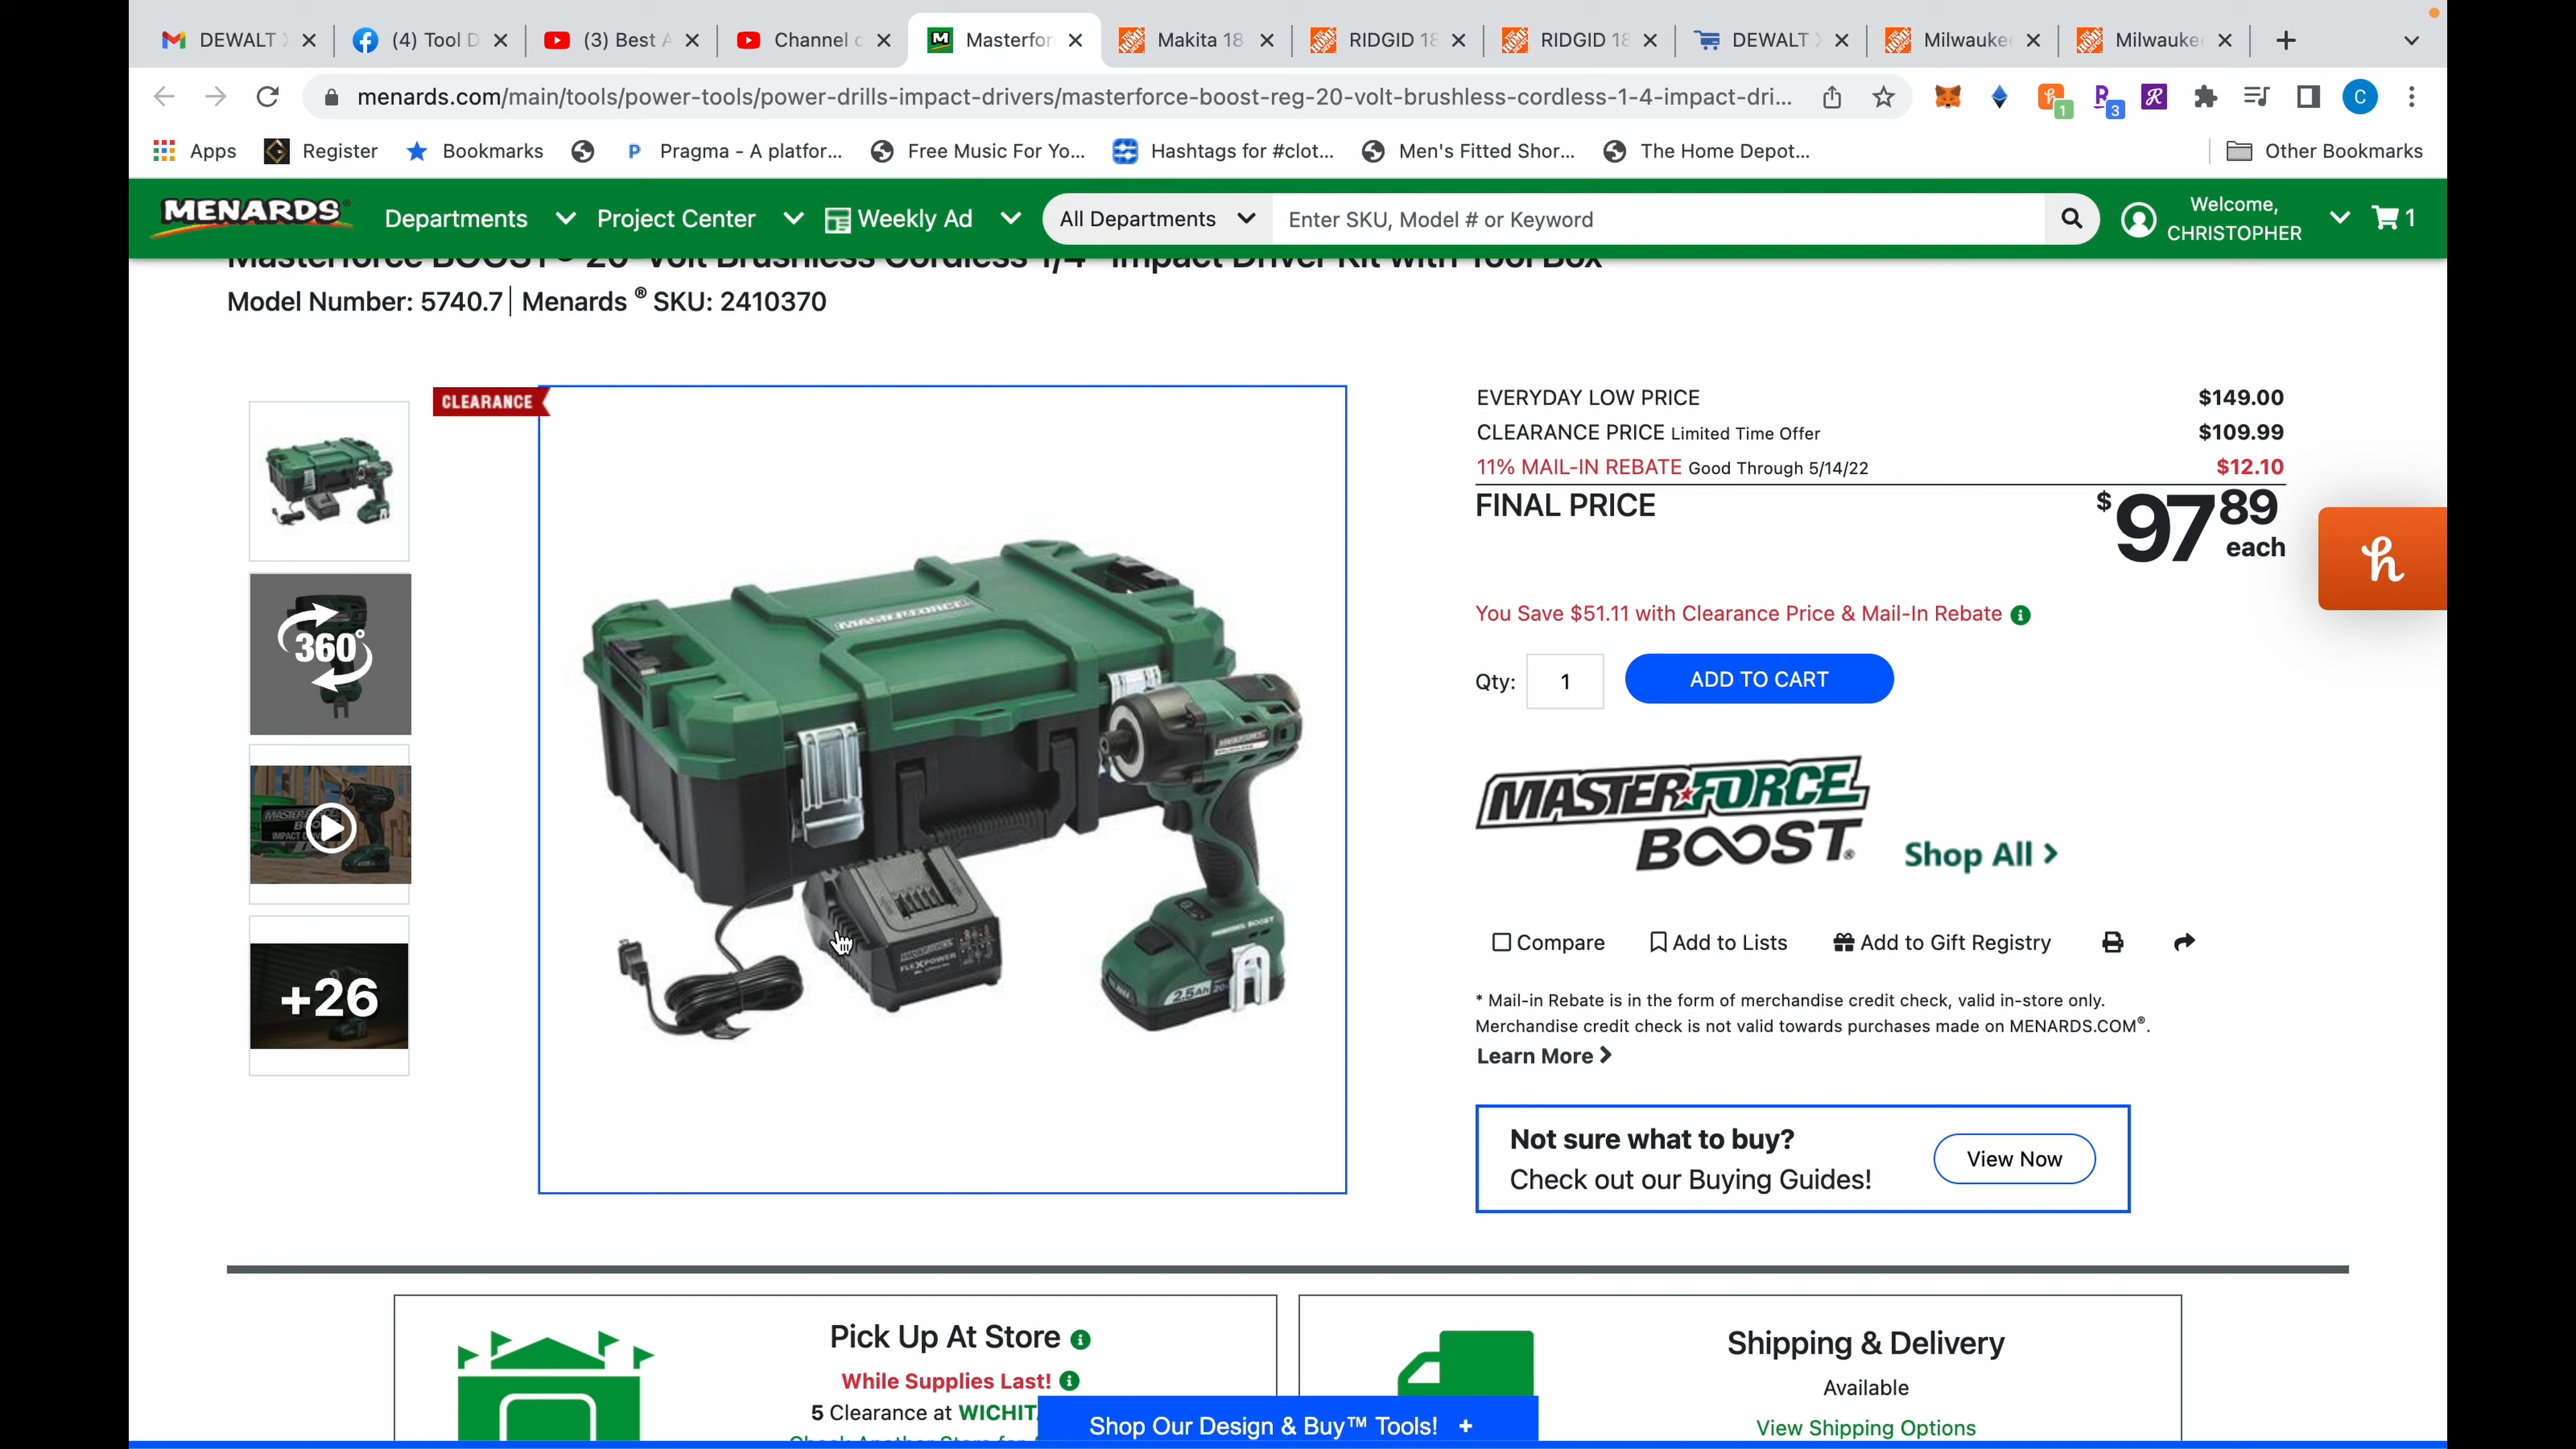 DEWALT
(4) Tool D
(3) Best A
Channel c
Masterfor
Makita 18
RIDGID 18
RIDGID 18
DEWALT
Milwauke
Milwauke
menards.com/main/tools/power-tools/power-drills-impact-drivers/masterforce-boost-reg-20-volt-brushless-cordless-1-4-impact-dri...
1
3
C
Apps
Register
Bookmarks
Pragma - A platfor...
Free Music For Yo...
Hashtags for #clot...
Men's Fitted Shor...
The Home Depot...
Other Bookmarks
MENARDS
Departments
Project Center
Weekly Ad
All Departments
Enter SKU, Model # or Keyword
Welcome,
CHRISTOPHER
1
Masterforce BOOST® 20-Volt Brushless Cordless 1/4" Impact Driver Kit with Tool Box
Model Number: 5740.7 | Menards ® SKU: 2410370
CLEARANCE
360°
+26
MASTERFORCE
MASTERFORCE
FLEXPOWER
2.5Ah
EVERYDAY LOW PRICE $149.00
CLEARANCE PRICE Limited Time Offer $109.99
11% MAIL-IN REBATE Good Through 5/14/22 $12.10
FINAL PRICE $97 89 each
h
You Save $51.11 with Clearance Price & Mail-In Rebate
Qty: 1 ADD TO CART
MASTERFORCE
BOOST® Shop All >
Compare Add to Lists Add to Gift Registry
* Mail-in Rebate is in the form of merchandise credit check, valid in-store only.
Merchandise credit check is not valid towards purchases made on MENARDS.COM®.
Learn More
Not sure what to buy?
Check out our Buying Guides!
View Now
Pick Up At Store
While Supplies Last!
5 Clearance at WICHIT
Shipping & Delivery
Available
View Shipping Options
Shop Our Design & Buy™ Tools! +